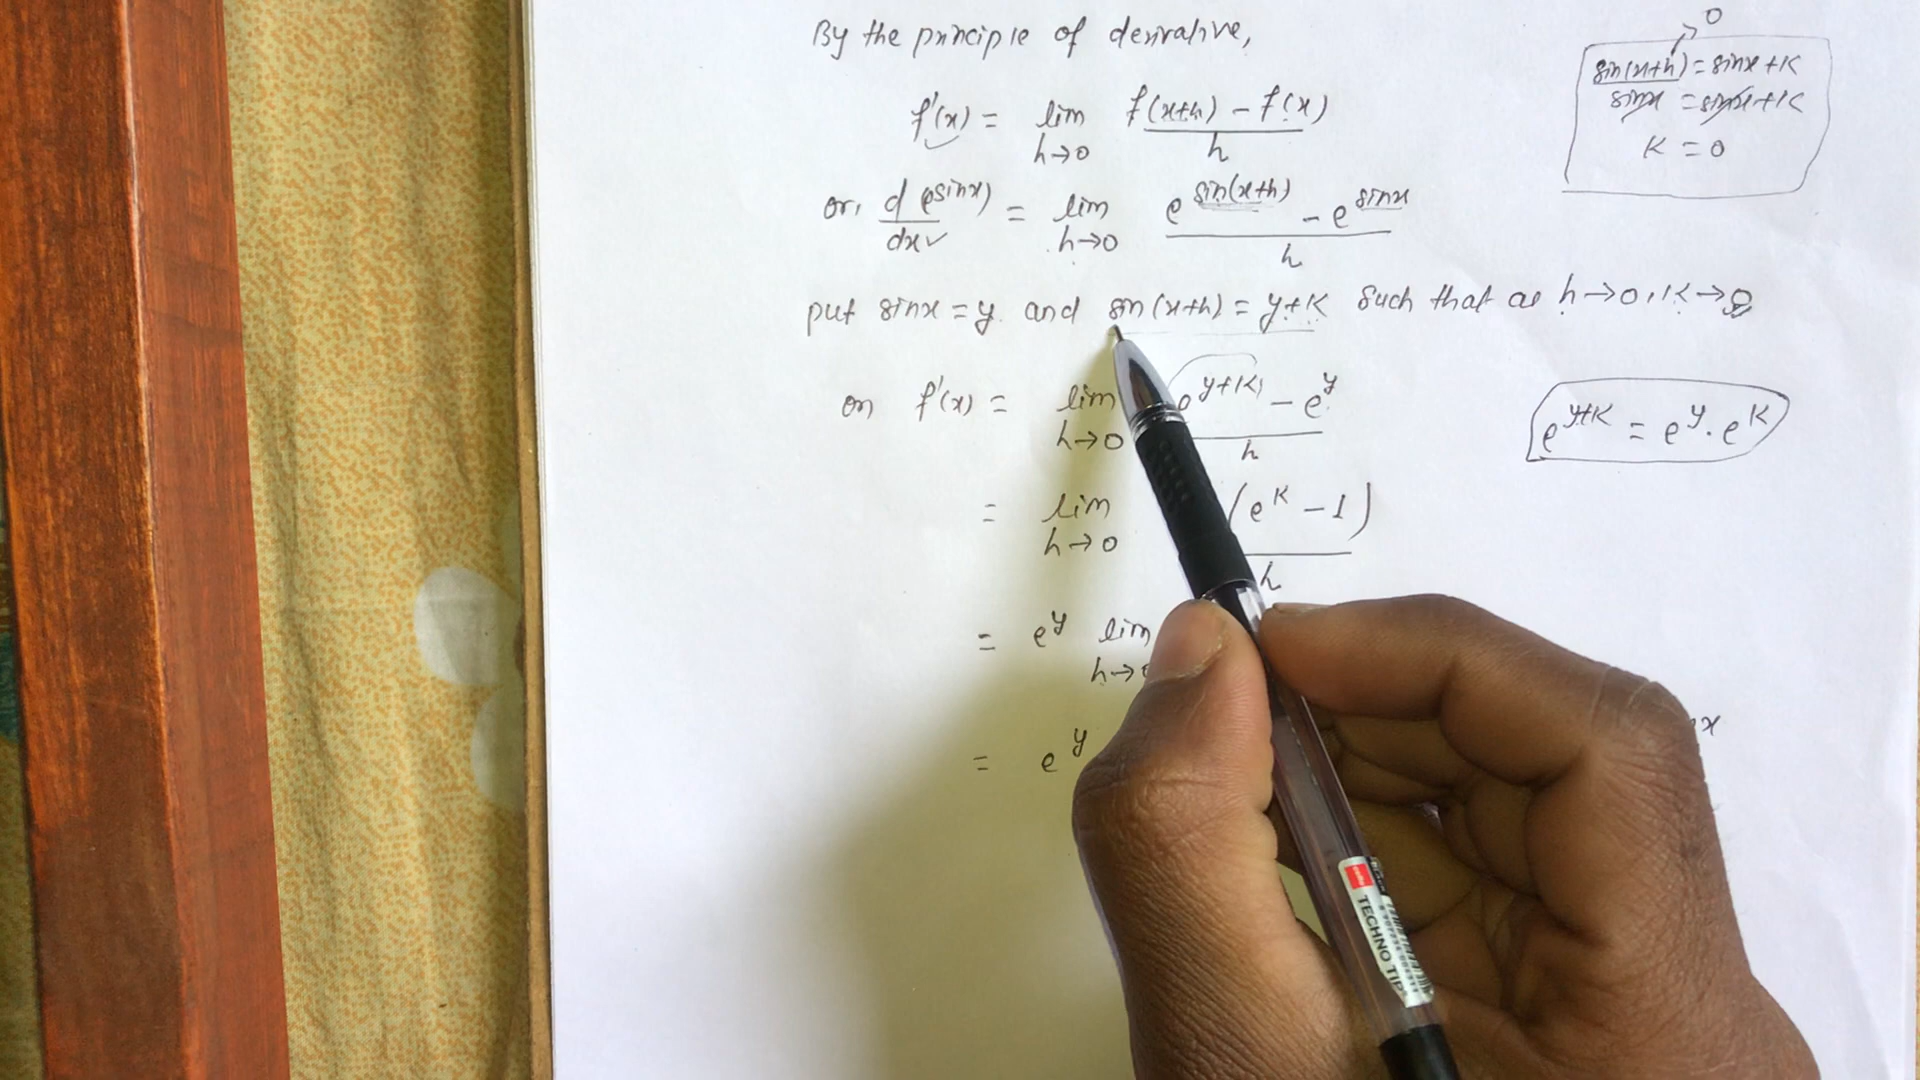 By the principle of derivative,
f'(x) = lim h→0 f(x+h) - f(x) / h
or, d(e^sinx) / dx = lim h→0 e^sin(x+h) - e^sinx / h
put sinx = y and sin(x+h) = y+K such that as h→0, K→0
or f'(x) = lim h→0 e^y+K - e^y / h
= lim h→0 (e^K - 1) / h
= e^y lim h→
= e^y
x
→0
sin(x+h) = sinx + K
sinx = sinx + K
K = 0
e^y+K = e^y . e^K
TECHNO TIP